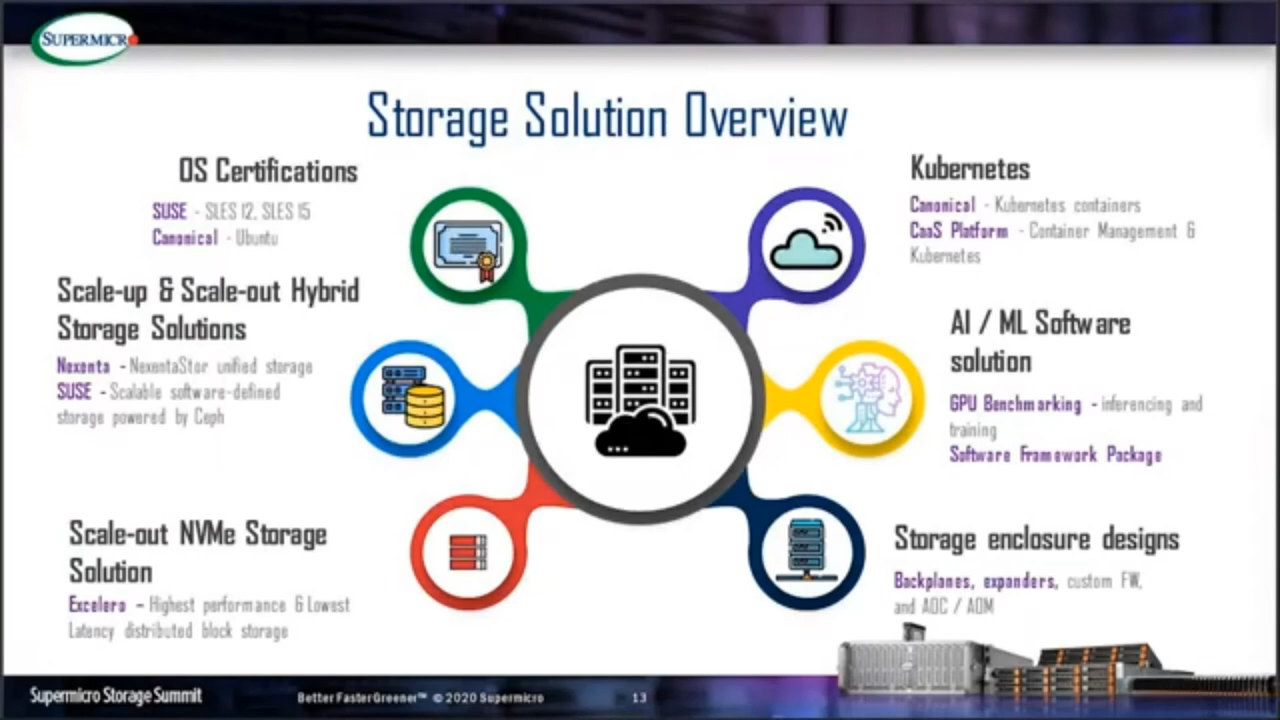 SUPERMICR
Storage Solution Overview
OS Certifications
SUSE - SLES 12, SLES 15
Canonical - Ubuntu
Scale-up & Scale-out Hybrid
Storage Solutions
Nexenta - NexentaStor unified storage
SUSE - Scalable software-defined
storage powered by Ceph
Scale-out NVMe Storage
Solution
Excelero - Highest performance & Lowest
Latency distributed block storage
Kubernetes
Canonical - Kubernetes containers
CaaS Platform - Container Management &
Kubernetes
AI / ML Software
solution
GPU Benchmarking - inferencing and
training
Software Framework Package
Storage enclosure designs
Backplanes, expanders, custom FW,
and AOC / AOM
Supermicro Storage Summit
Better Faster Greener™ © 2020 Supermicro
13